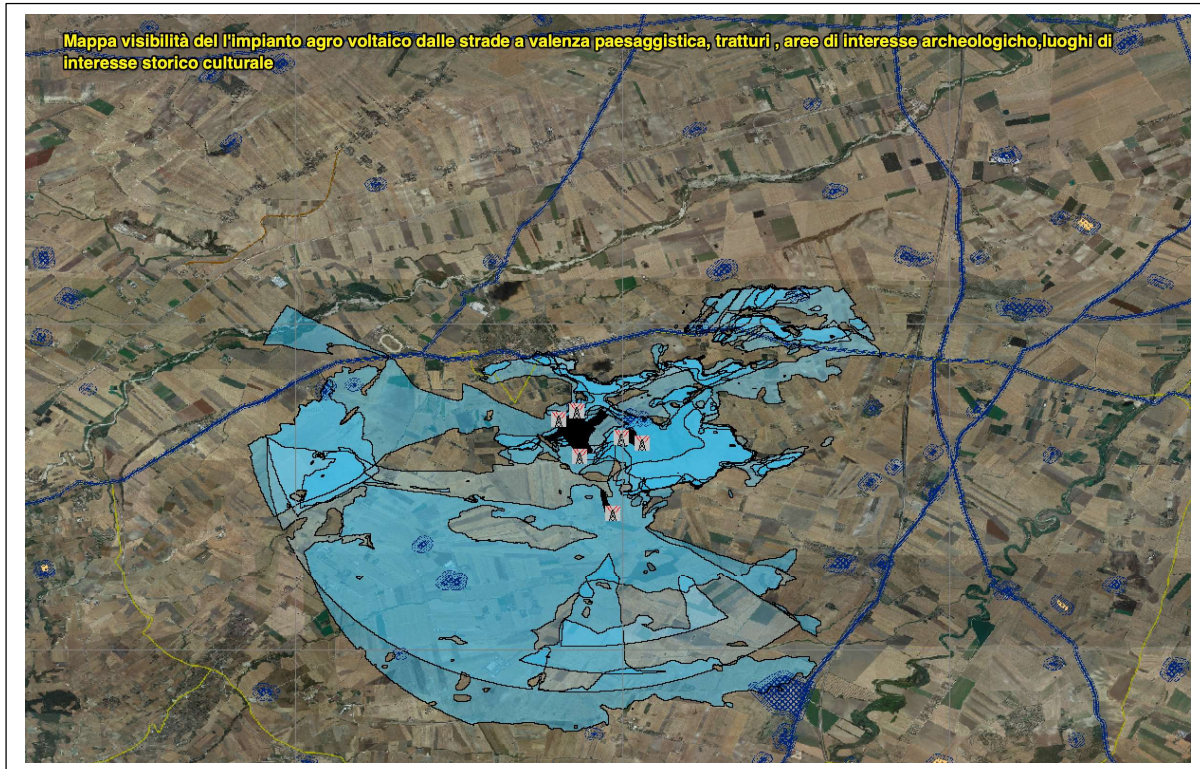 Mappa visibilità del l'impianto agro voltaico dalle strade a valenza paesaggistica, tratturi , aree di interesse archeologicho,luoghi di
interesse storico culturale